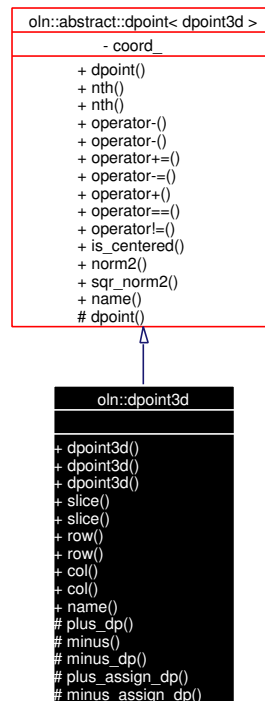 oln::abstract::dpoint< dpoint3d >
- coord_
+ dpoint()
+ nth()
+ nth()
+ operator-()
+ operator-()
+ operator+=()
+ operator-=()
+ operator+()
+ operator==()
+ operator!=()
+ is_centered()
+ norm2()
+ sqr_norm2()
+ name()
# dpoint()
oln::dpoint3d
+ dpoint3d()
+ dpoint3d()
+ dpoint3d()
+ slice()
+ slice()
+ row()
+ row()
+ col()
+ col()
+ name()
# plus_dp()
# minus()
# minus_dp()
# plus_assign_dp()
# minus_assign_dp()